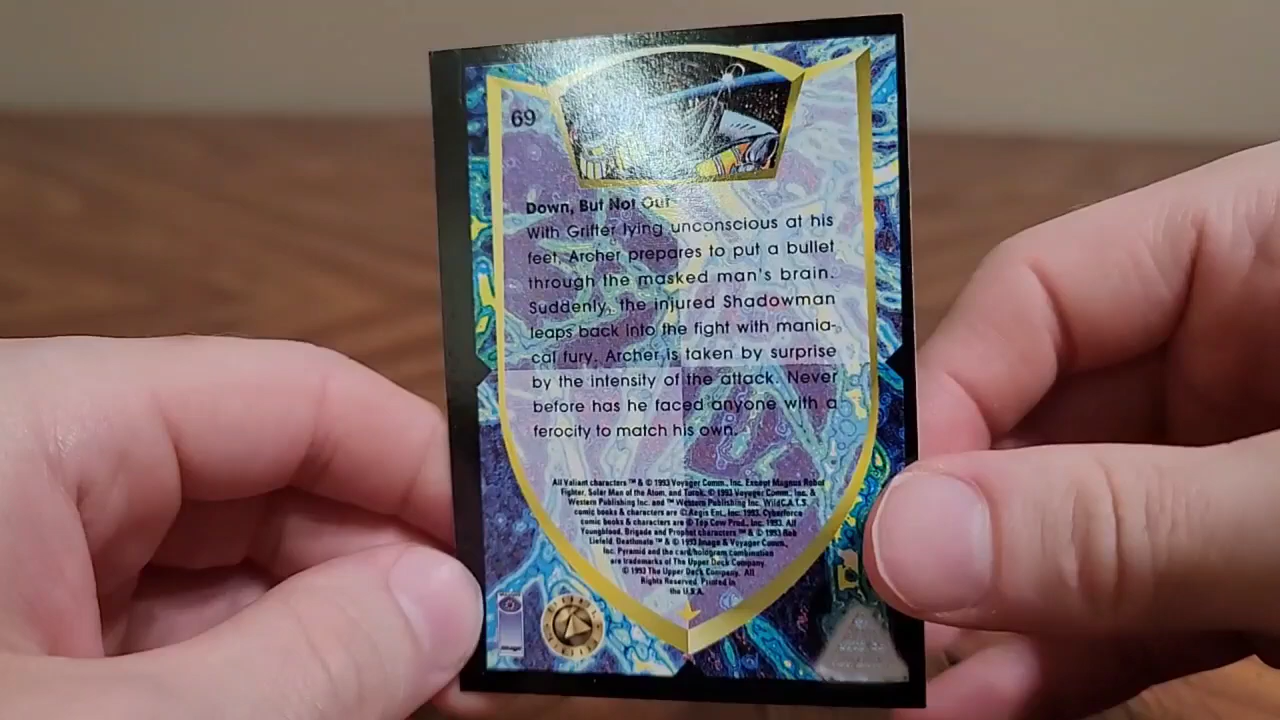 69
Down, But Not Out
With Grifter lying unconscious at his
feet, Archer prepares to put a bullet
through the masked man's brain.
Suddenly, the injured Shadowman
leaps back into the fight with mania-
cal fury. Archer is taken by surprise
by the intensity of the attack. Never
before has he faced anyone with a
ferocity to match his own.
All Valiant characters ™ & © 1993 Voyager Comm., Inc. Except Magnus Robot
Fighter, Solar Man of the Atom, and Turok. © 1993 Voyager Comm., Inc. &
Western Publishing Inc. and ™ Western Publishing Inc. WildC.A.T.S.
comic books & characters are © Aegis Ent., Inc. 1993. Cyberforce
comic books & characters are © Top Cow Prod., Inc. 1993. All
Youngblood, Brigade and Prophet characters ™ & © 1993 Rob
Liefeld. Deathmate ™ & © 1993 Image & Voyager Comm.,
Inc. Pyramid and the card/hologram combination
are trademarks of The Upper Deck Company.
© 1993 The Upper Deck Company. All
Rights Reserved. Printed in
the U.S.A.
image